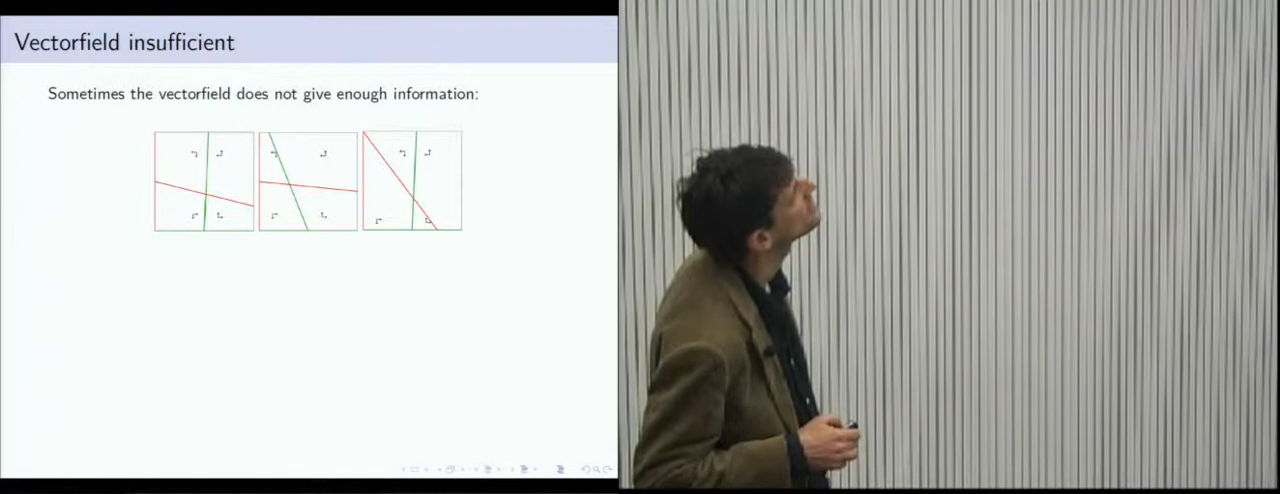 Vectorfield insufficient
Sometimes the vectorfield does not give enough information: